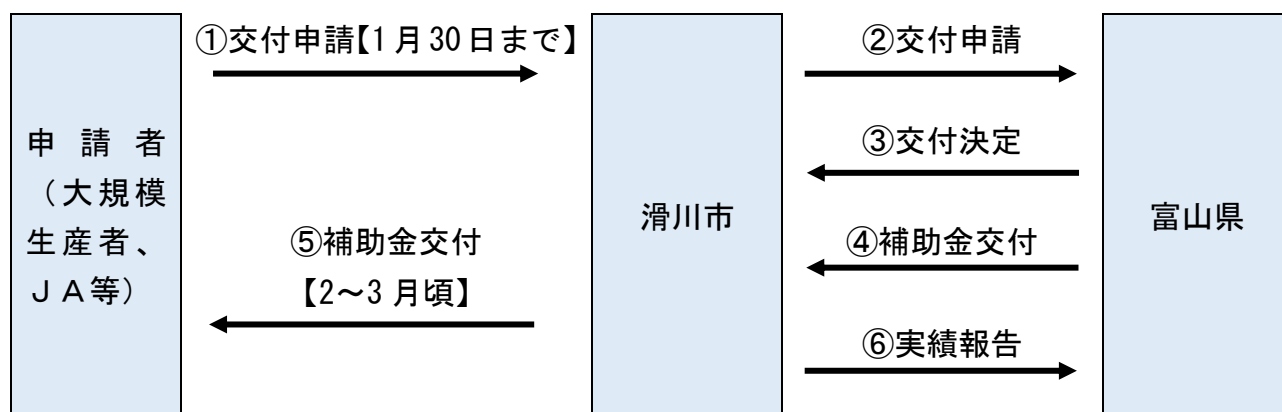 申請者
（大規模
生産者、
ＪＡ等）
①交付申請【1月30日まで】
⑤補助金交付
【2～3月頃】
滑川市
②交付申請
③交付決定
④補助金交付
⑥実績報告
富山県